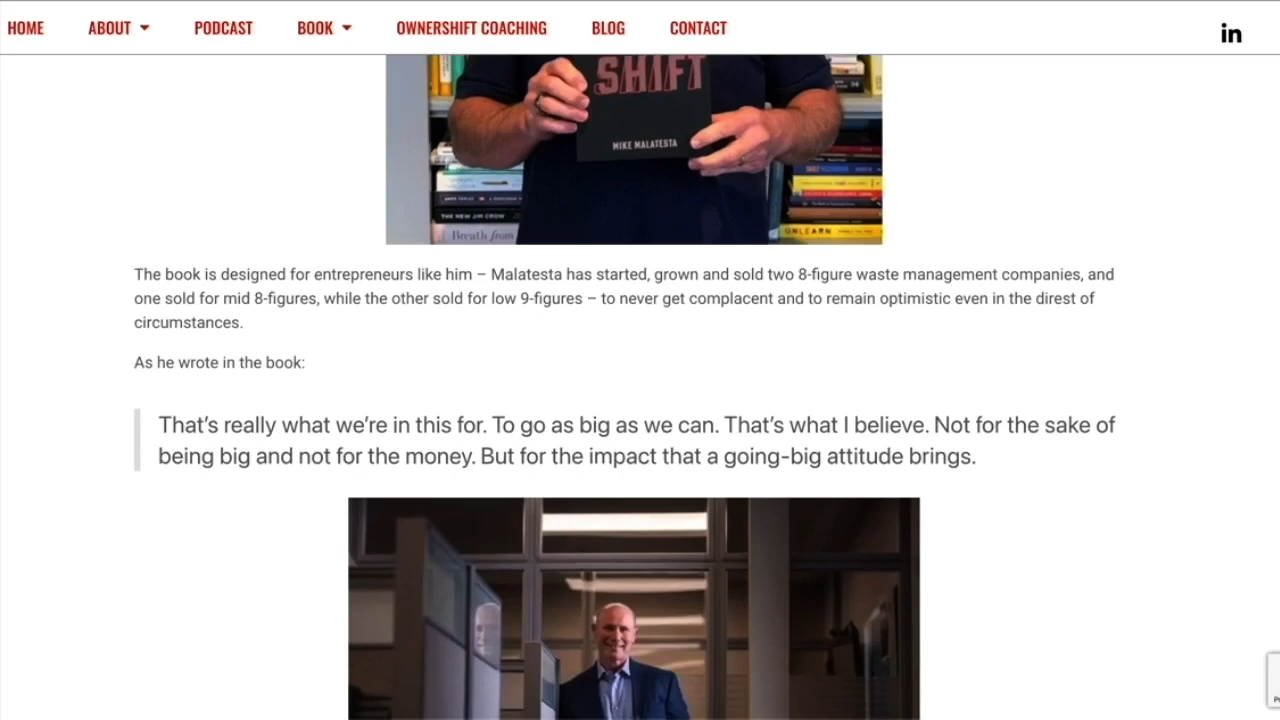 HOME ABOUT PODCAST BOOK OWNERSHIFT COACHING BLOG CONTACT in
SHIFT
MIKE MALATESTA
THE NEW JIM CROW
Breath from
UNLEARN
The book is designed for entrepreneurs like him – Malatesta has started, grown and sold two 8-figure waste management companies, and
one sold for mid 8-figures, while the other sold for low 9-figures – to never get complacent and to remain optimistic even in the direst of
circumstances.
As he wrote in the book:
That's really what we're in this for. To go as big as we can. That's what I believe. Not for the sake of
being big and not for the money. But for the impact that a going-big attitude brings.